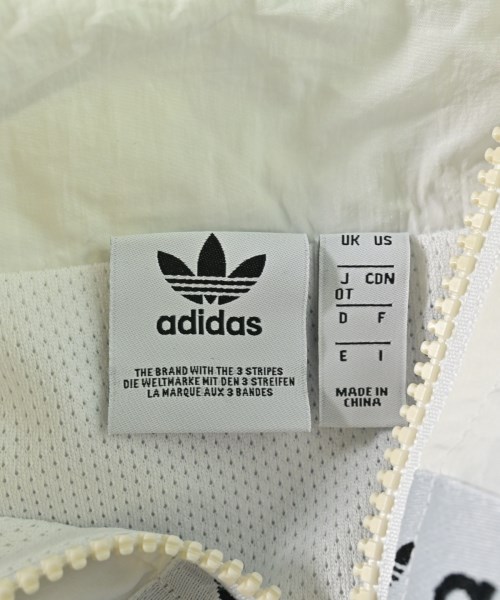 adidas
THE BRAND WITH THE 3 STRIPES
DIE WELTMARKE MIT DEN 3 STREIFEN
LA MARQUE AUX 3 BANDES
UK US
J CDN
OT
D F
E I
MADE IN
CHINA